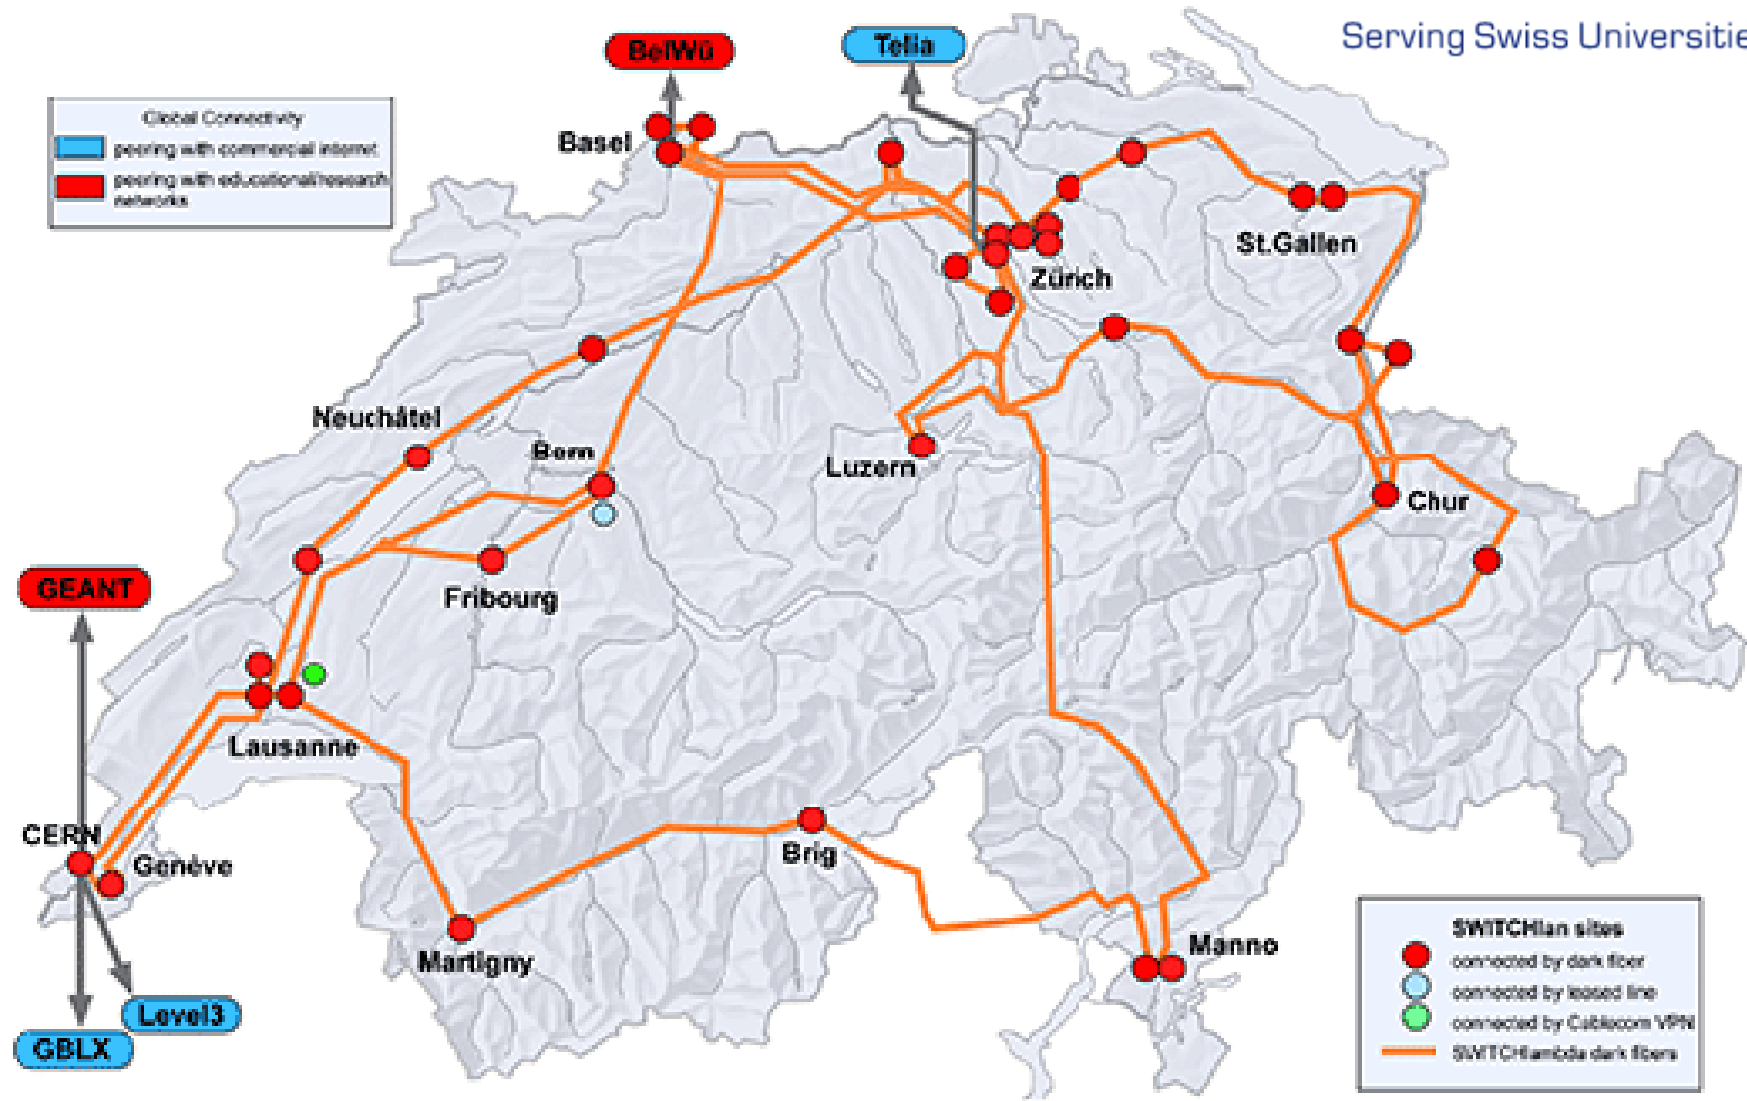 Serving Swiss Universitie
BelWü
Telia
Global Connectivity
peering with commercial internet
peering with educational/research
networks
Basel
St.Gallen
Zürich
Neuchâtel
Bern
Luzern
Chur
GEANT
Fribourg
Lausanne
CERN
Genève
Brig
Martigny
Manno
Level3
GBLX
SWITCHlan sites
connected by dark fiber
connected by leased line
connected by Cablecom VPN
SWITCHlambda dark fibers